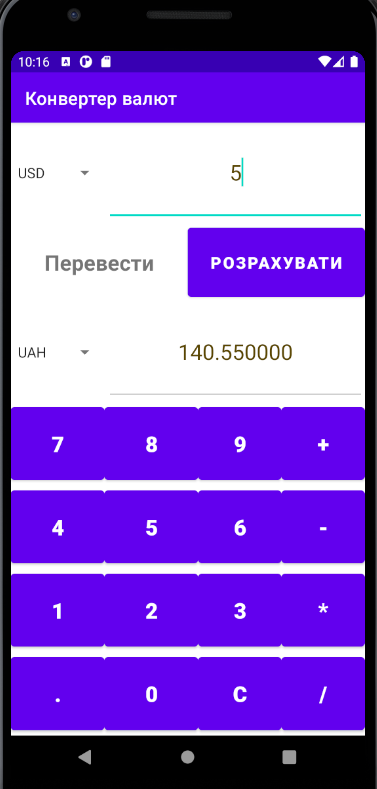 10:16
Конвертер валют
USD
5
Перевести
РОЗРАХУВАТИ
UAH
140.550000
7 8 9 +
4 5 6 -
1 2 3 *
. 0 C /